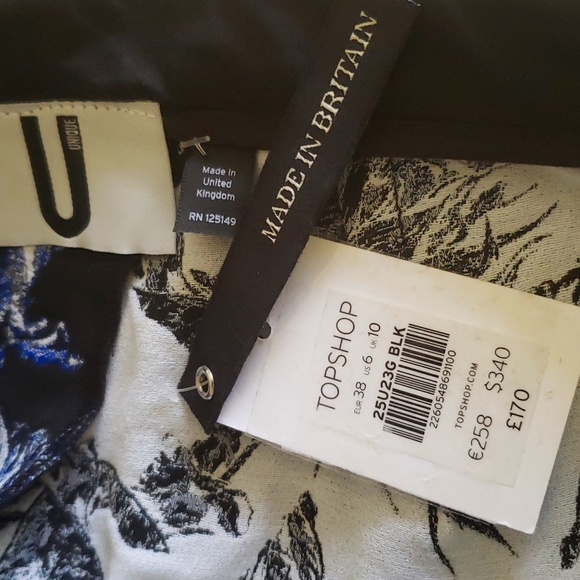 U
UNIQUE
Made in
United
Kingdom
RN 125149
MADE IN BRITAIN
TOPSHOP
EUR 38 US 6 UK 10
25U23G BLK
2260548691100
TOPSHOP.COM
€258 $340
£170